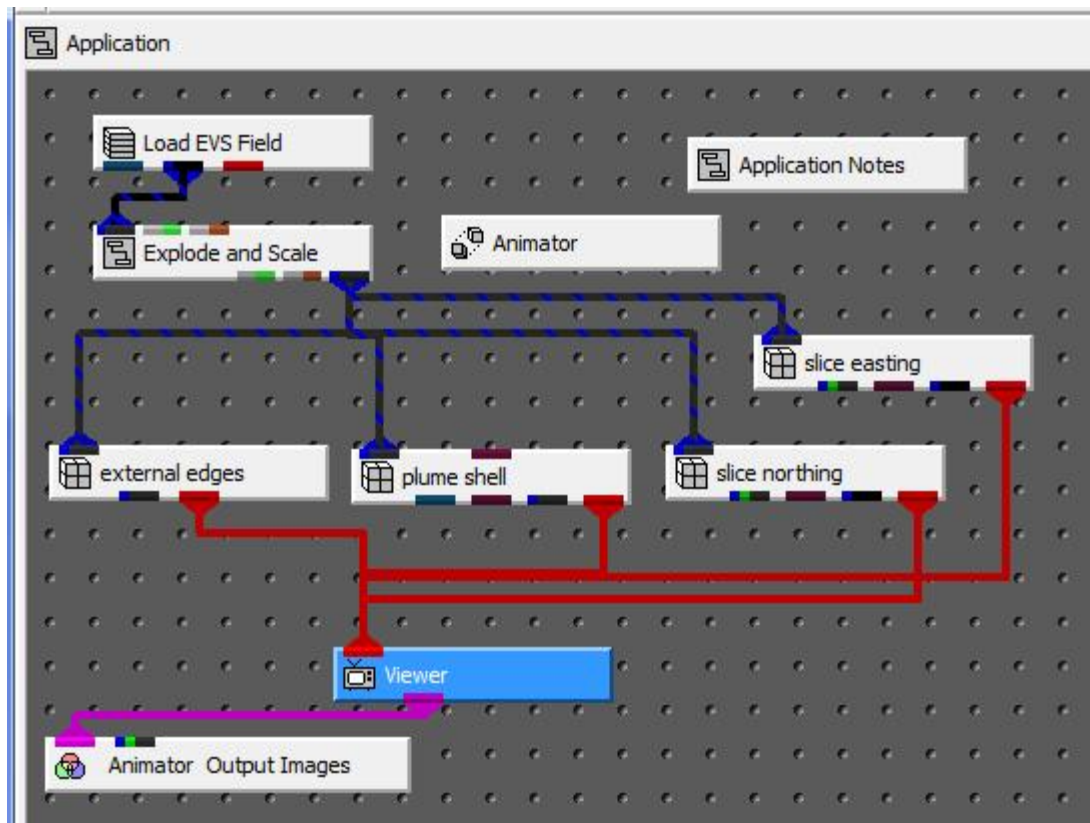 Application
Load EVS Field
Application Notes
Explode and Scale
Animator
slice easting
external edges
plume shell
slice northing
Viewer
Animator Output Images